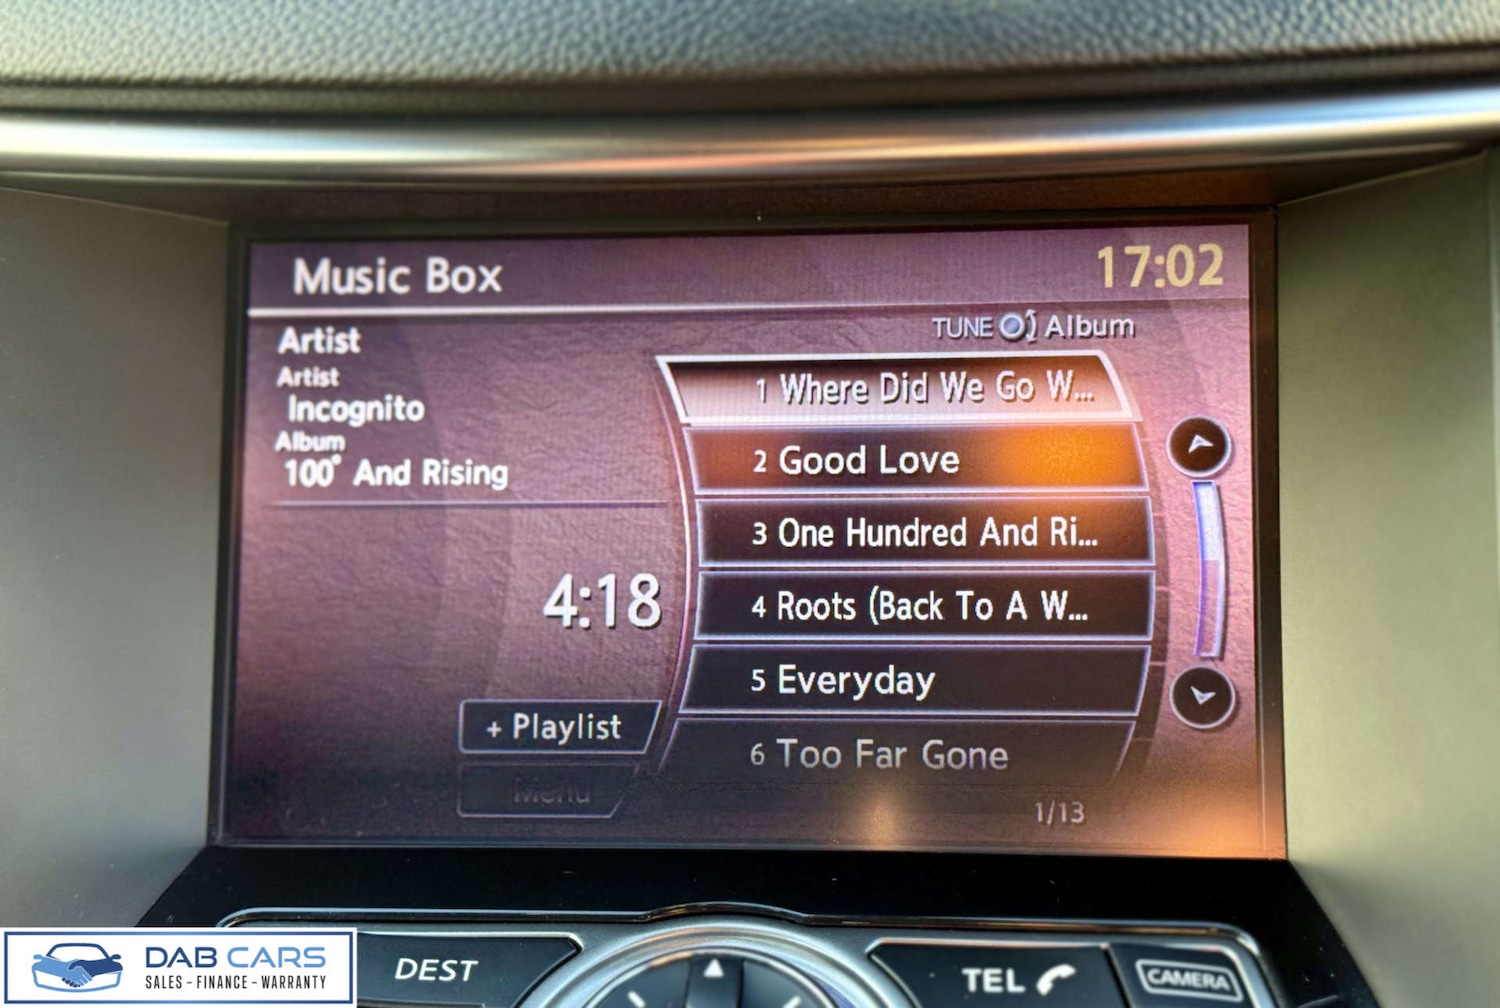 Music Box
17:02
TUNE Album
Artist
Artist
Incognito
Album
100° And Rising
4:18
+ Playlist
Menu
1 Where Did We Go W...
2 Good Love
3 One Hundred And Ri...
4 Roots (Back To A W...
5 Everyday
6 Too Far Gone
1/13
DEST
TEL
CAMERA
DAB CARS
SALES - FINANCE - WARRANTY